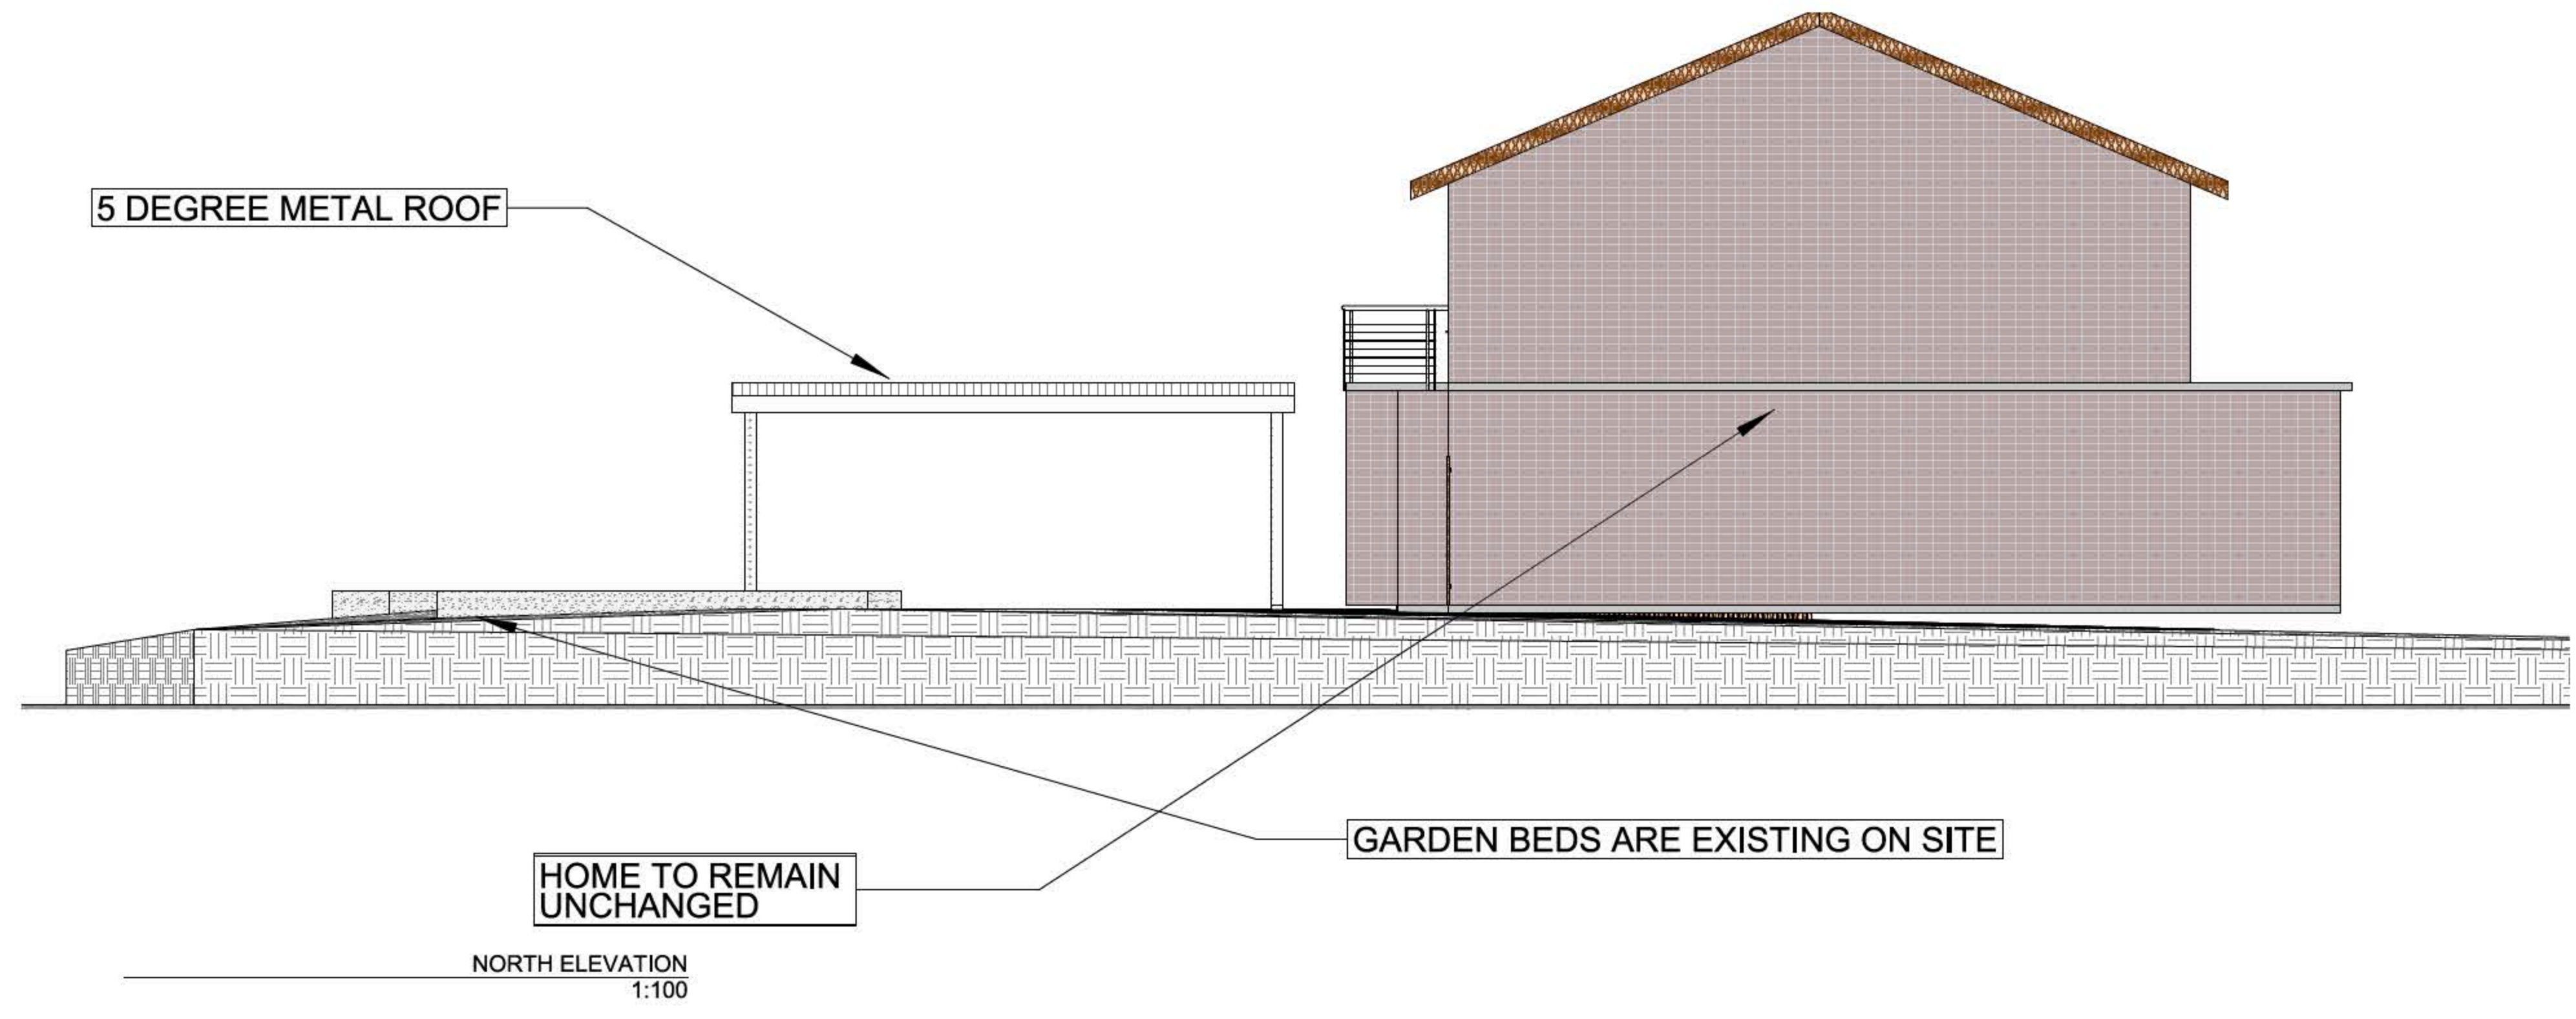 5 DEGREE METAL ROOF
GARDEN BEDS ARE EXISTING ON SITE
HOME TO REMAIN
UNCHANGED
NORTH ELEVATION
1:100